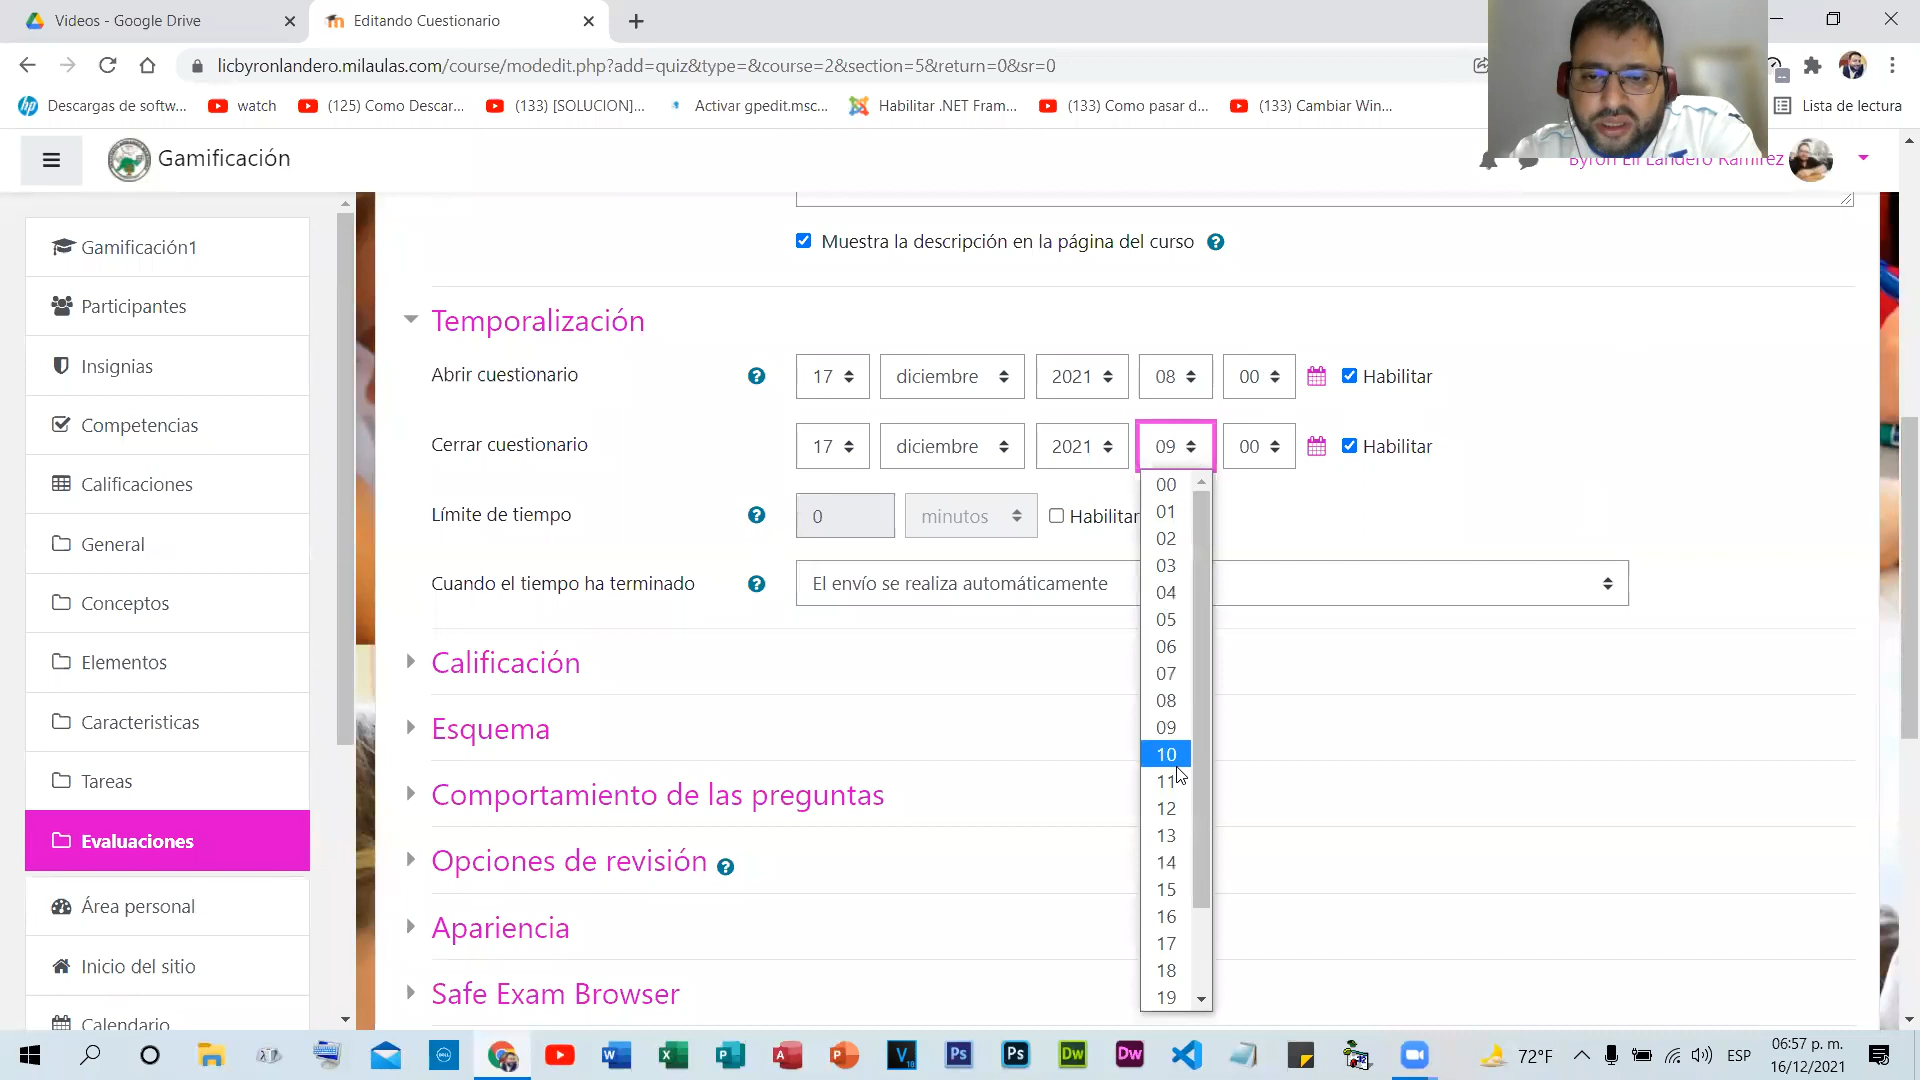 Videos - Google Drive
Editando Cuestionario
licbyronlandero.milaulas.com/course/modedit.php?add=quiz&type=&course=2&section=5&return=0&sr=0
Descargas de softw...
watch
(125) Como Descar...
(133) [SOLUCION]...
Activar gpedit.msc...
Habilitar .NET Fram...
(133) Como pasar d...
(133) Cambiar Win...
Lista de lectura
Gamificación
Byron Eli Landero Ramirez
Gamificación1
Participantes
Insignias
Competencias
Calificaciones
General
Conceptos
Elementos
Caracteristicas
Tareas
Evaluaciones
Área personal
Inicio del sitio
Calendario
Muestra la descripción en la página del curso
Temporalización
Abrir cuestionario 17 diciembre 2021 08 00 Habilitar
Cerrar cuestionario 17 diciembre 2021 09 00 Habilitar
Límite de tiempo 0 minutos Habilitar
Cuando el tiempo ha terminado El envío se realiza automáticamente
00
01
02
03
04
05
06
07
08
09
10
11
12
13
14
15
16
17
18
19
Calificación
Esquema
Comportamiento de las preguntas
Opciones de revisión
Apariencia
Safe Exam Browser
72°F
ESP
06:57 p. m.
16/12/2021